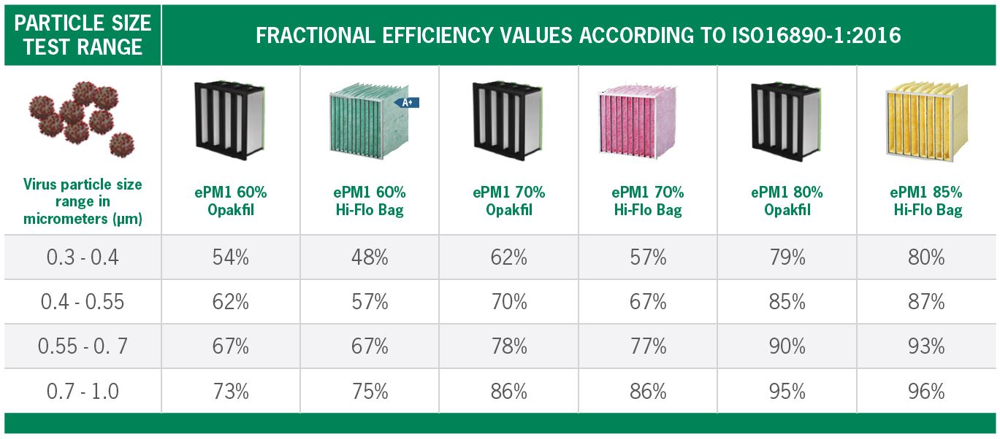 PARTICLE SIZE
TEST RANGE
FRACTIONAL EFFICIENCY VALUES ACCORDING TO ISO16890-1:2016
A+
Virus particle size
range in
micrometers (µm)
ePM1 60%
Opakfil
ePM1 60%
Hi-Flo Bag
ePM1 70%
Opakfil
ePM1 70%
Hi-Flo Bag
ePM1 80%
Opakfil
ePM1 85%
Hi-Flo Bag
0.3 - 0.4 54% 48% 62% 57% 79% 80%
0.4 - 0.55 62% 57% 70% 67% 85% 87%
0.55 - 0. 7 67% 67% 78% 77% 90% 93%
0.7 - 1.0 73% 75% 86% 86% 95% 96%